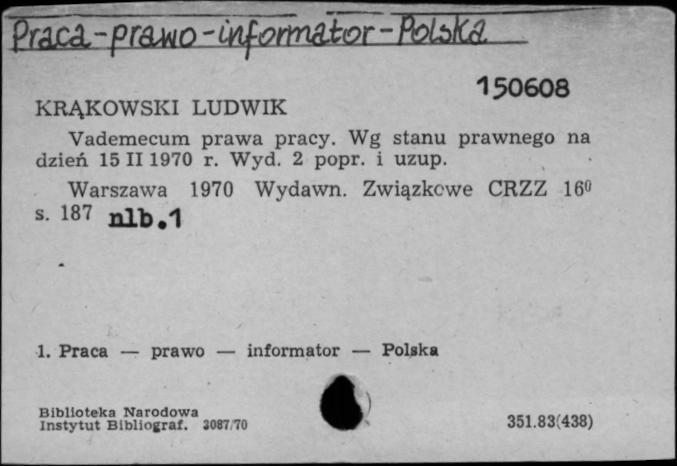 Praca-prawo-informator-Polska
150608
KRĄKOWSKI LUDWIK
Vademecum prawa pracy. Wg stanu prawnego na
dzień 15 II 1970 r. Wyd. 2 popr. i uzup.
Warszawa 1970 Wydawn. Związkowe CRZZ 16⁰
s. 187 nlb.1
1. Praca — prawo — informator — Polska
Biblioteka Narodowa
Instytut Bibliograf. 3087/70
351.83(438)